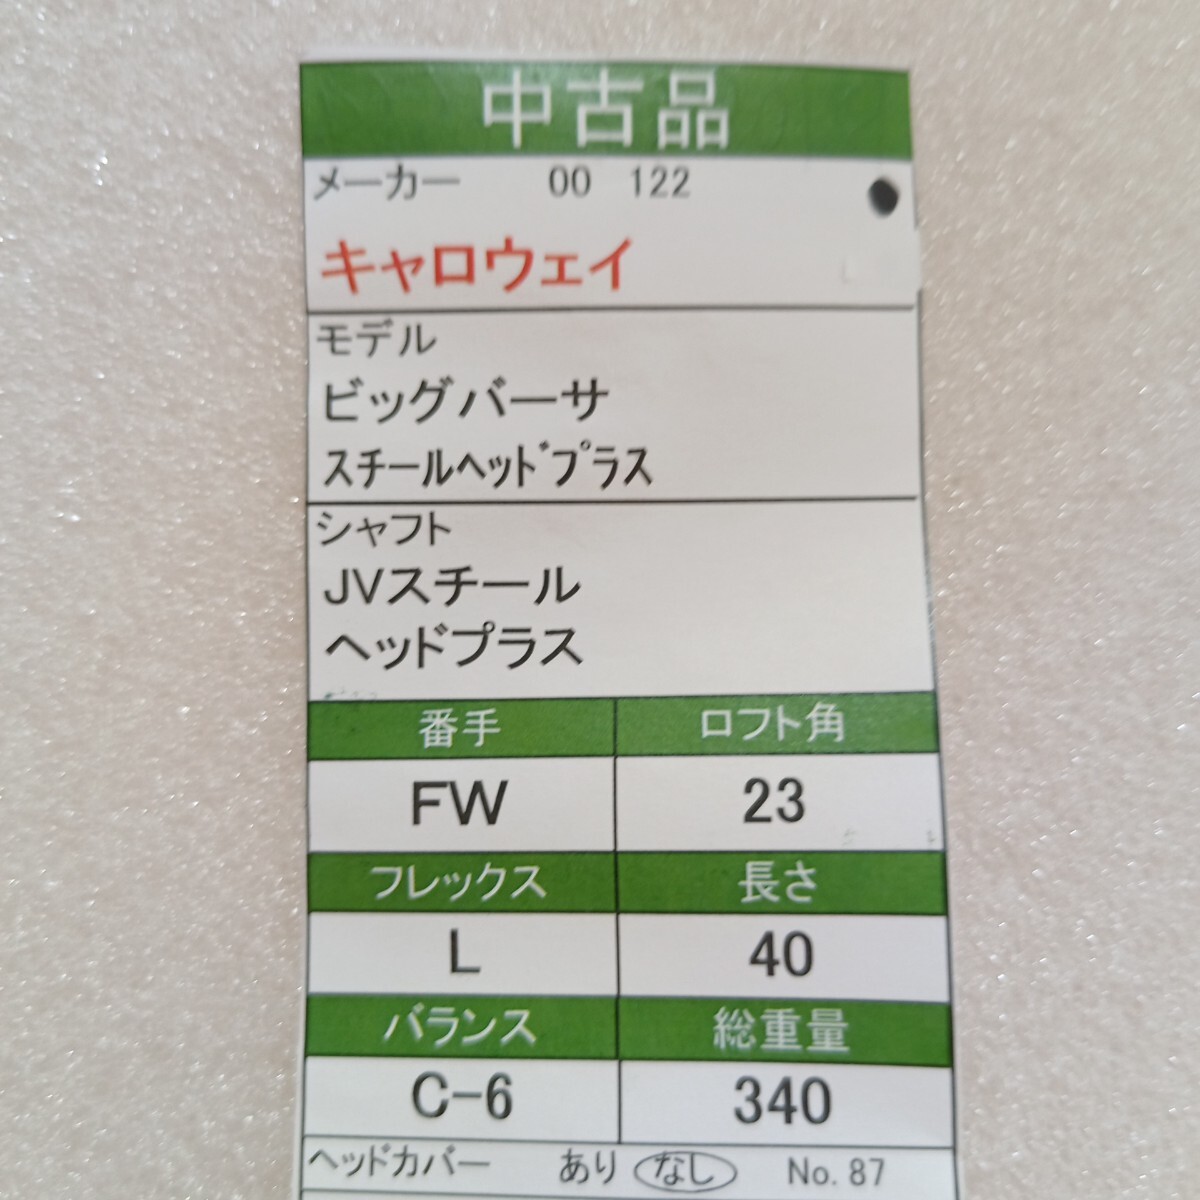 中古品
メーカー 00 122
キャロウェイ
モデル
ビッグバーサ
スチールヘッドプラス
シャフト
JVスチール
ヘッドプラス
番手 ロフト角
FW 23
フレックス 長さ
L 40
バランス 総重量
C-6 340
ヘッドカバー あり なし No. 87